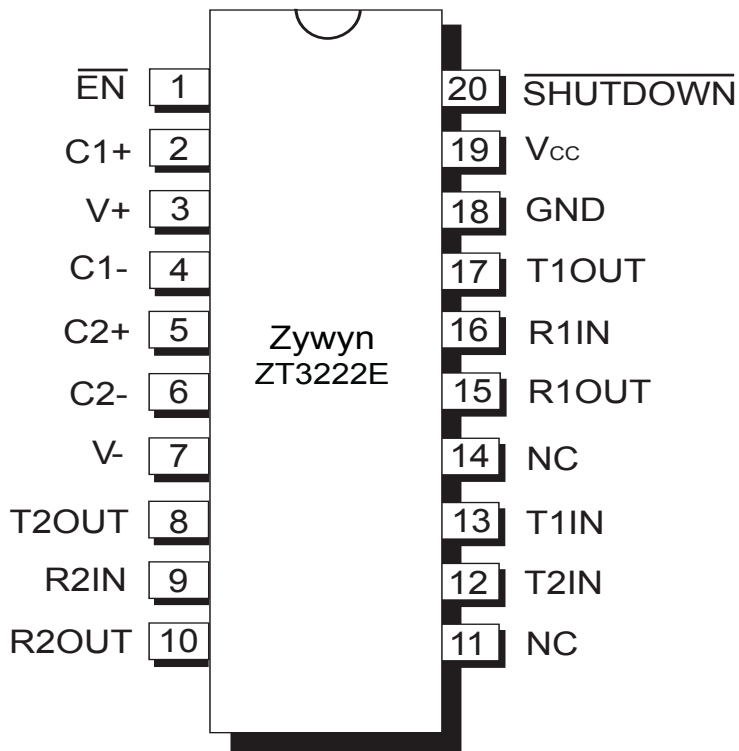 EN 1
C1+ 2
V+ 3
C1- 4
C2+ 5
C2- 6
V- 7
T2OUT 8
R2IN 9
R2OUT 10
Zywyn
ZT3222E
20 SHUTDOWN
19 Vcc
18 GND
17 T1OUT
16 R1IN
15 R1OUT
14 NC
13 T1IN
12 T2IN
11 NC